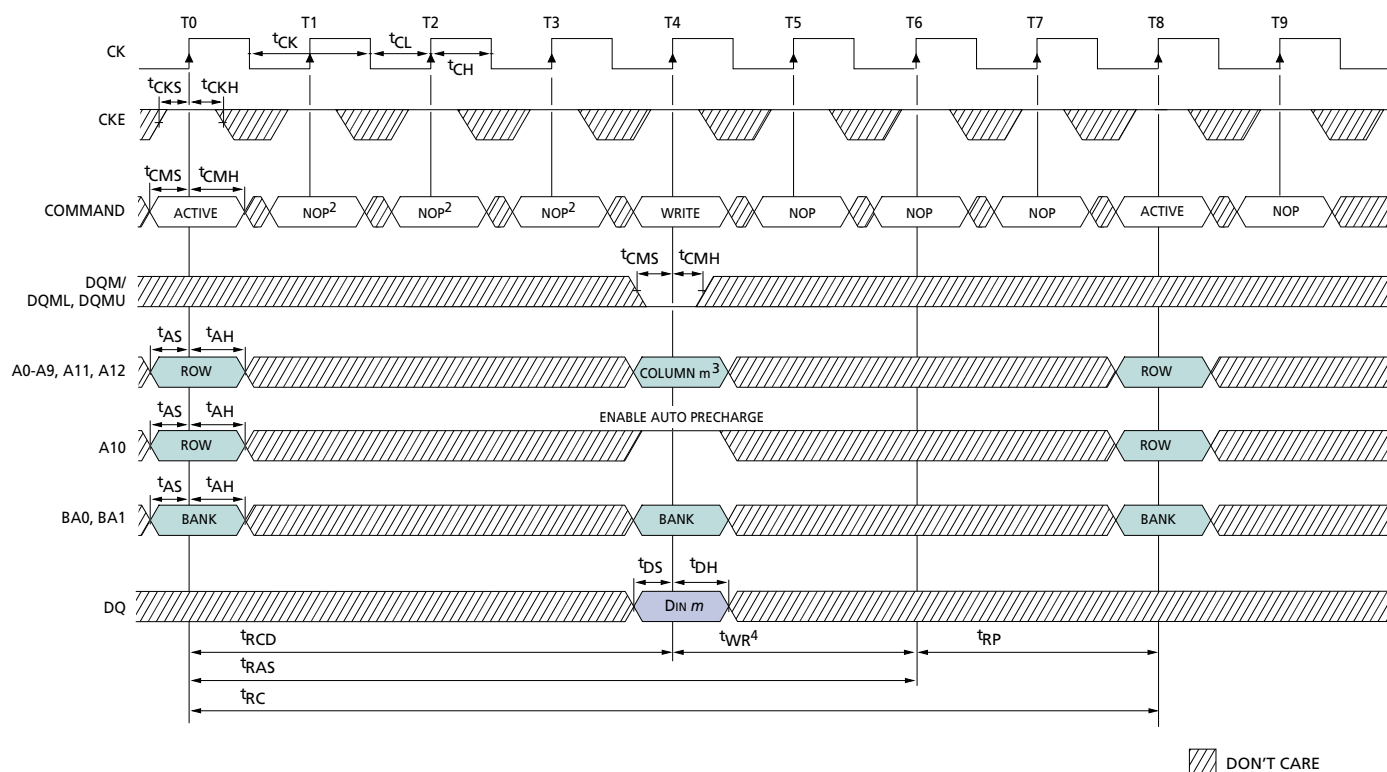 T0 T1 T2 T3 T4 T5 T6 T7 T8 T9
CK
tCK tCL
tCH
tCKS tCKH
CKE
tCMS tCMH
COMMAND ACTIVE NOP2 NOP2 NOP2 WRITE NOP NOP NOP ACTIVE NOP
tCMS tCMH
DQM/
DQML, DQMU
tAS tAH
A0-A9, A11, A12 ROW COLUMN m3 ROW
ENABLE AUTO PRECHARGE
tAS tAH
A10 ROW ROW
tAS tAH
BA0, BA1 BANK BANK BANK
tDS tDH
DQ DIN m
tRCD tWR4 tRP
tRAS
tRC
DON'T CARE